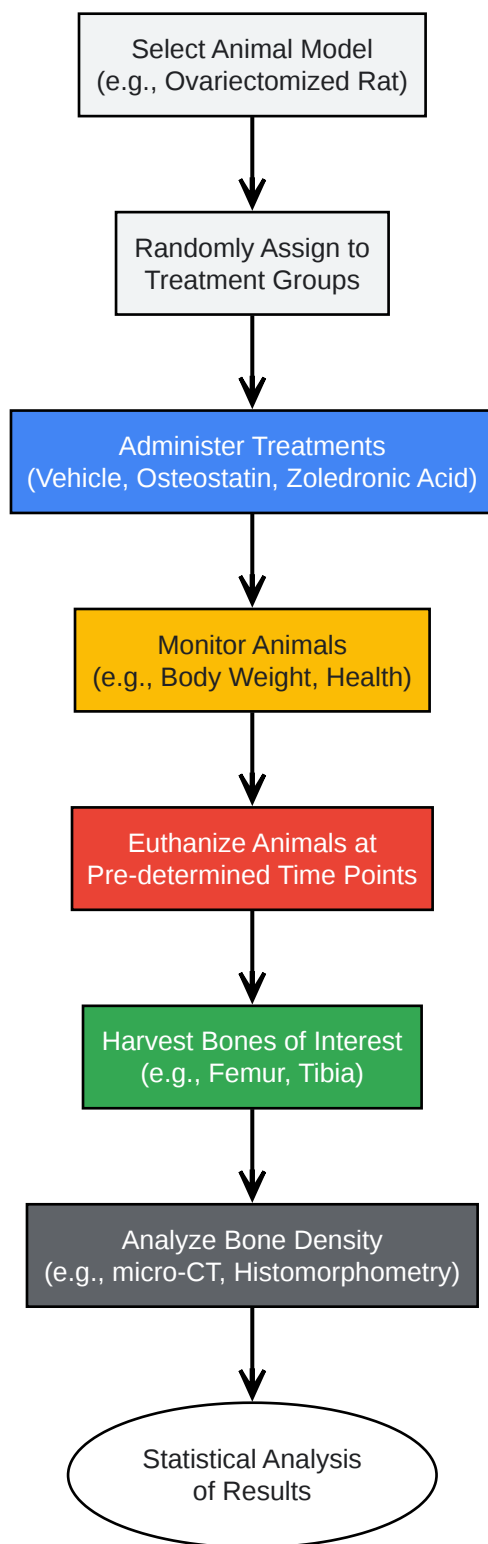 Select Animal Model
(e.g., Ovariectomized Rat)
Randomly Assign to
Treatment Groups
Administer Treatments
(Vehicle, Osteostatin, Zoledronic Acid)
Monitor Animals
(e.g., Body Weight, Health)
Euthanize Animals at
Pre-determined Time Points
Harvest Bones of Interest
(e.g., Femur, Tibia)
Analyze Bone Density
(e.g., micro-CT, Histomorphometry)
Statistical Analysis
of Results